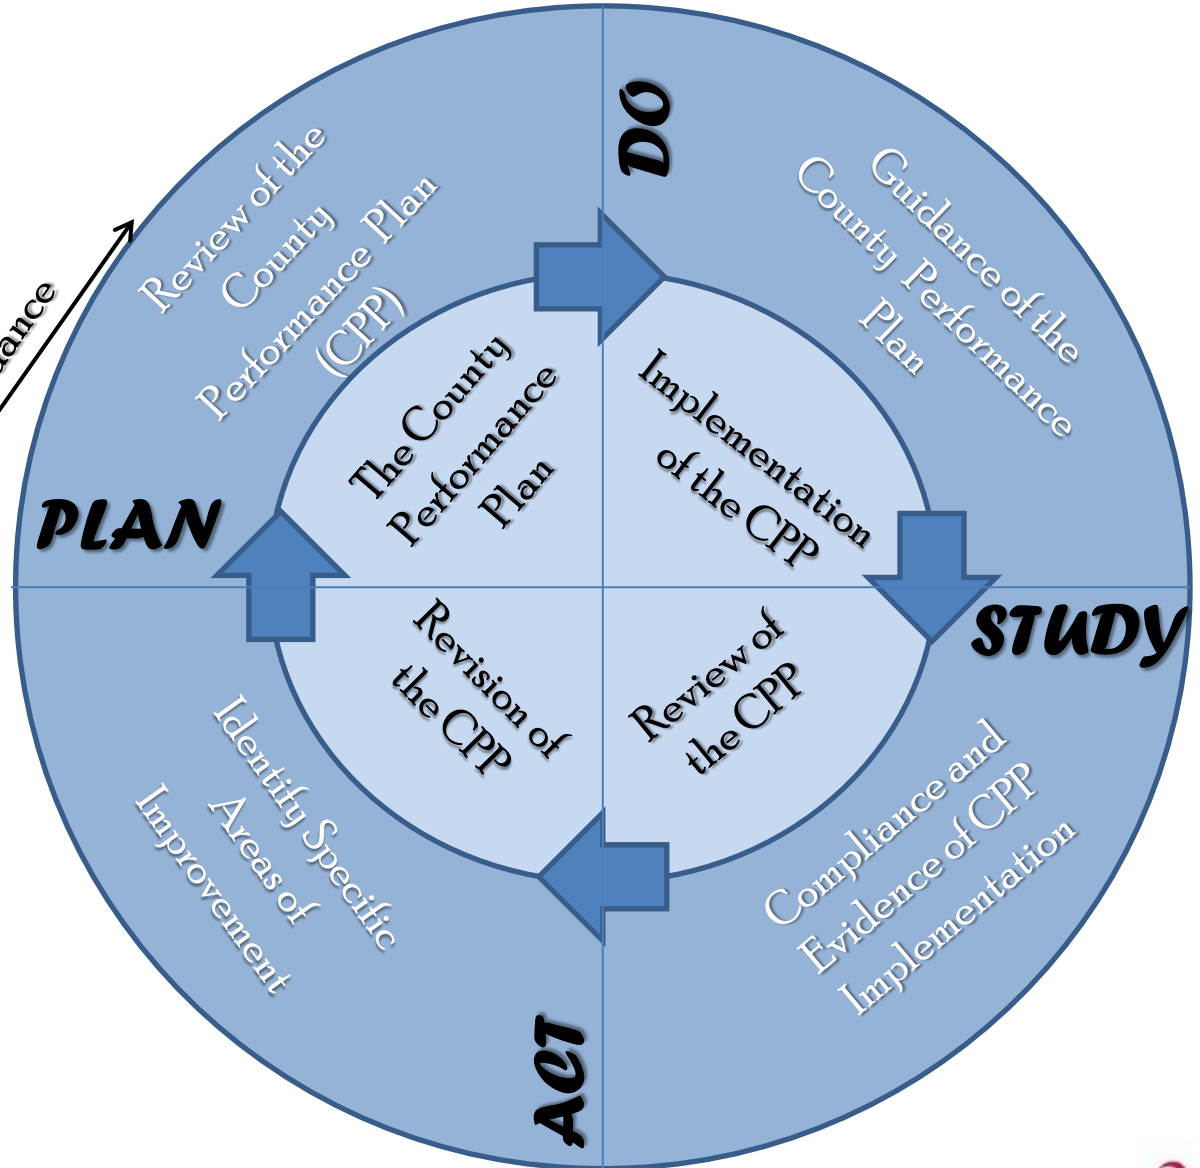 DO
Review of the
County
Performance Plan
(CPP)
Guidance of the
County Performance
Plan
The County
Performance
Plan
Implementation
of the CPP
PLAN
STUDY
Revision of
the CPP
Review of
the CPP
Identify Specific
Areas of
Improvement
Compliance and
Evidence of CPP
Implementation
ACT